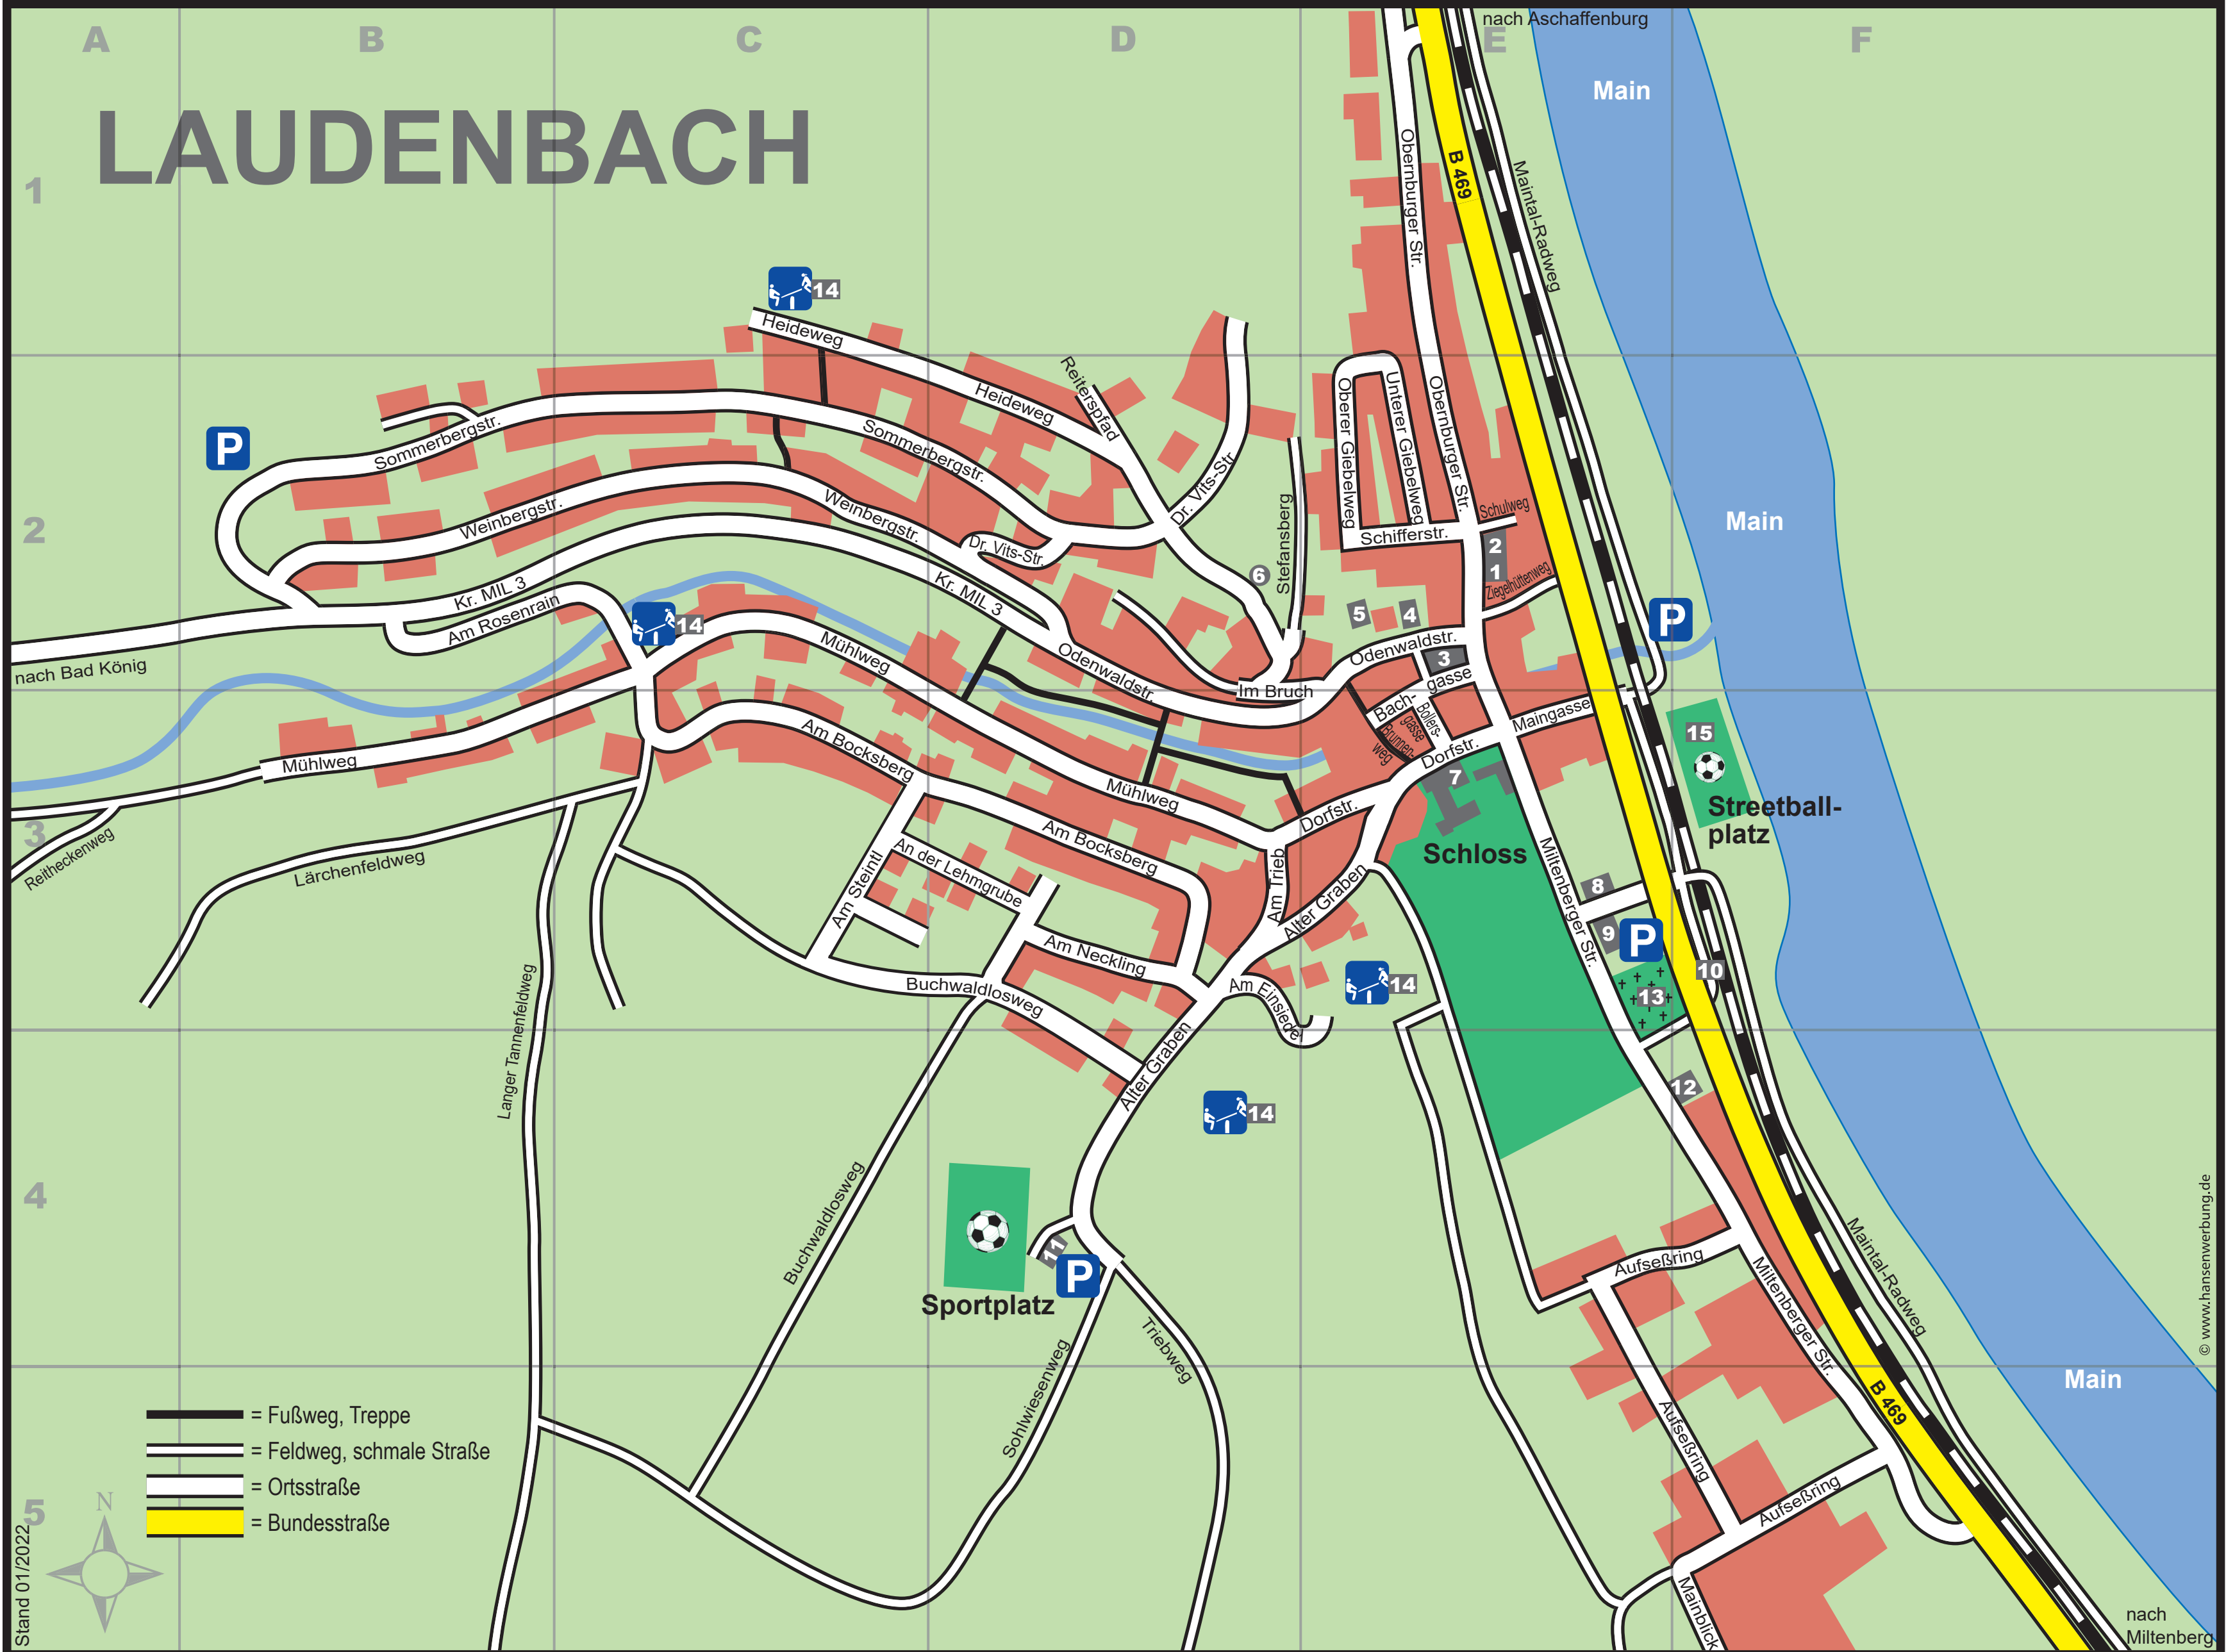 A
B
C
D
E
F
nach Aschaffenburg
LAUDENBACH
Main
1
B 469
Obernburger Str.
Maintal-Radweg
14
Heideweg
Heideweg
Reiterspfad
Sommerbergstr.
Sommerbergstr.
P
Weinbergstr.
Weinbergstr.
Dr. Vits-Str.
Dr. Vits-Str.
Oberer Giebelweg
Unterer Giebelweg
Obernburger Str.
Schulweg
Schifferstr.
Stefansberg
Main
2
2
1
Ziegelhüttenweg
6
5
4
P
Kr. MIL 3
Kr. MIL 3
Am Rosenrain
14
nach Bad König
Mühlweg
Odenwaldstr.
Odenwaldstr.
3
Im Bruch
Bach-
gasse
Bollers-
gasse
Brunnen-
weg
Maingasse
Dorfstr.
Am Bocksberg
Mühlweg
Mühlweg
15
7
Streetball-
platz
3
Dorfstr.
Reitheckenweg
Lärchenfeldweg
Am Bocksberg
An der Lehmgrube
Am Steintl
Am Trieb
Alter Graben
Schloss
Miltenberger Str.
8
9
P
10
13
Am Neckling
Buchwaldlosweg
Am Einsiedel
14
Langer Tannenfeldweg
Alter Graben
12
14
4
Buchwaldlosweg
11
P
Sportplatz
Aufseßring
Miltenberger Str.
Maintal-Radweg
© www.hansenwerbung.de
Triebweg
Sohlwiesenweg
Main
B 469
Aufseßring
Aufseßring
Mainblick
5
= Fußweg, Treppe
= Feldweg, schmale Straße
= Ortsstraße
= Bundesstraße
N
Stand 01/2022
nach
Miltenberg